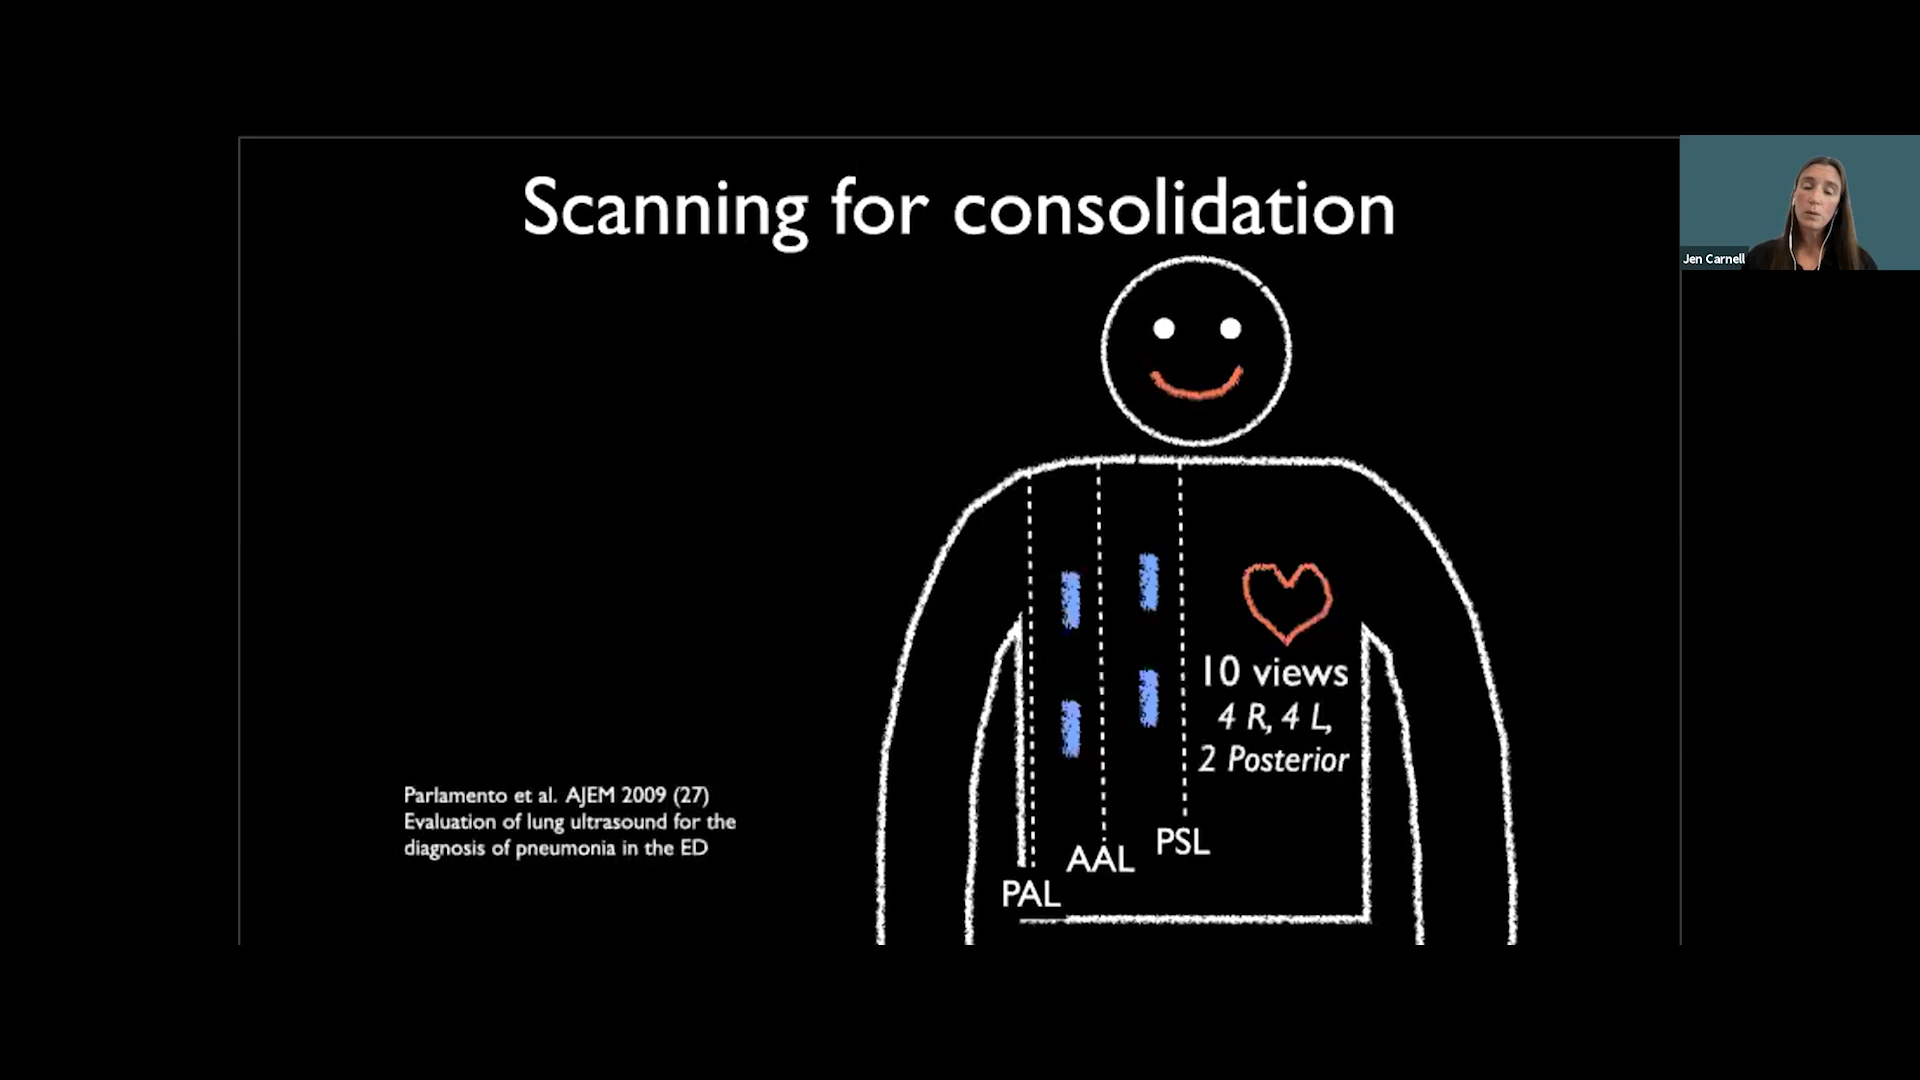 Scanning for consolidation
Jen Carnell
10 views
4 R, 4 L,
2 Posterior
Parlamento et al. AJEM 2009 (27)
Evaluation of lung ultrasound for the
diagnosis of pneumonia in the ED
PSL
AAL
PAL